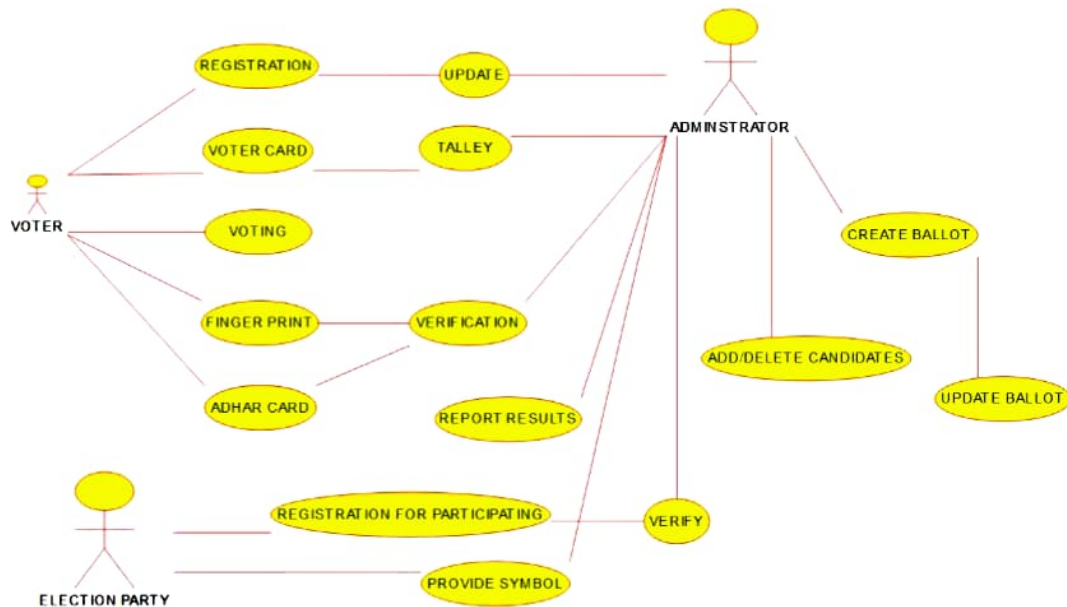 REGISTRATION
UPDATE
ADMINSTRATOR
VOTER CARD
TALLEY
VOTER
VOTING
CREATE BALLOT
FINGER PRINT
VERIFICATION
ADD/DELETE CANDIDATES
ADHAR CARD
REPORT RESULTS
UPDATE BALLOT
REGISTRATION FOR PARTICIPATING
VERIFY
PROVIDE SYMBOL
ELECTION PARTY